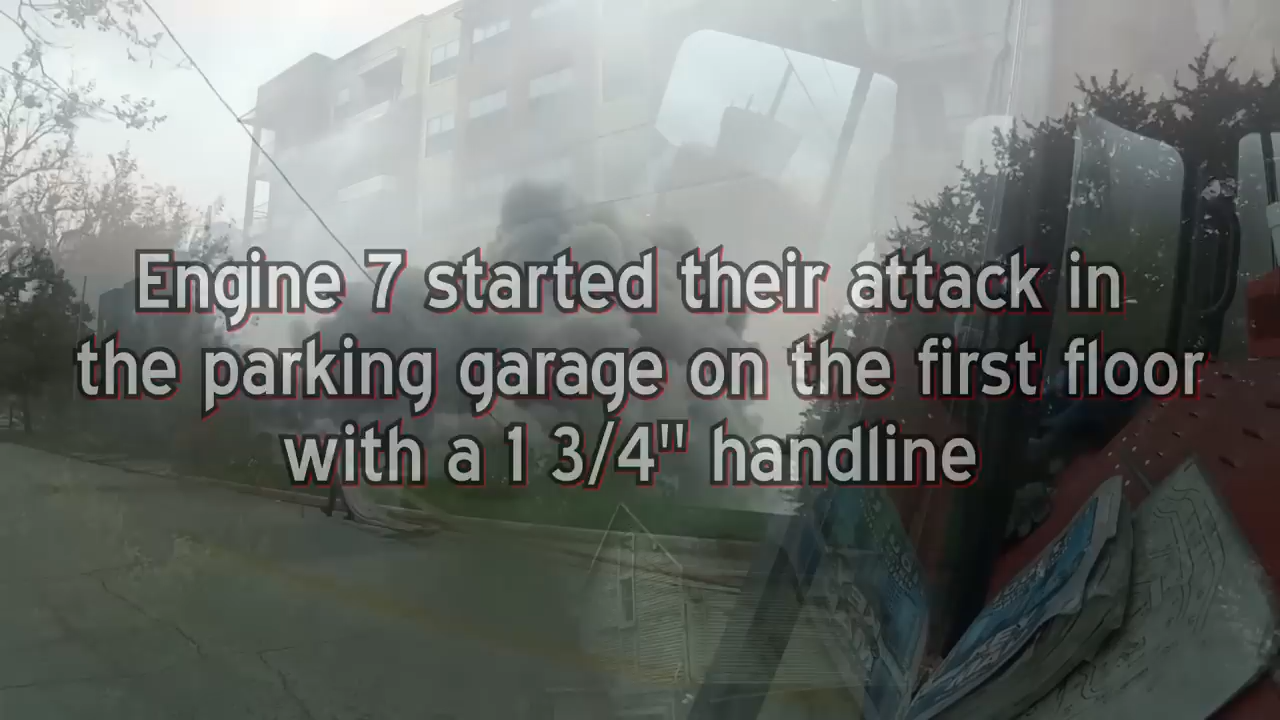 Engine 7 started their attack in
the parking garage on the first floor
with a 1 3/4" handline